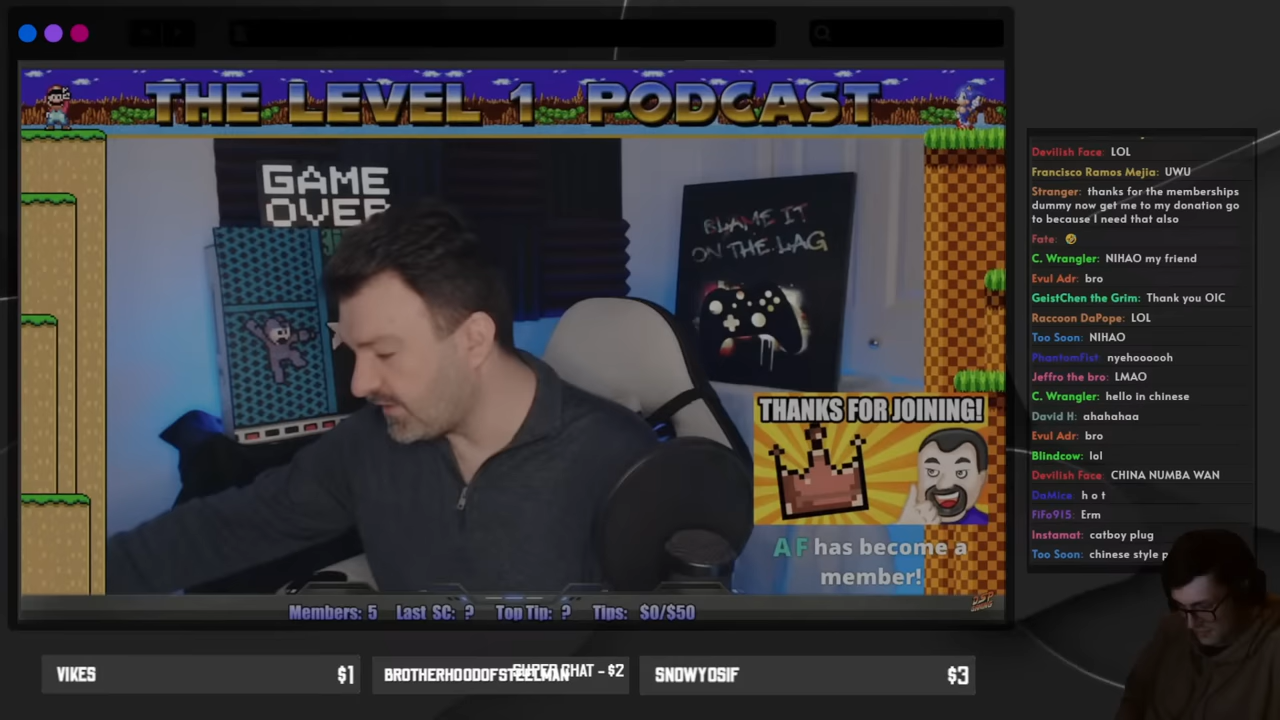 THE LEVEL 1 PODCAST
GAME
OVER
BLAME IT
ON THE LAG
THANKS FOR JOINING!
AF has become a
member!
Members: 5 Last SC: ? Top Tip: ? Tips: $0/$50
Devilish Face: LOL
Francisco Ramos Mejia: UWU
Stranger: thanks for the memberships
dummy now get me to my donation go
to because I need that also
Fate: 🤣
C. Wrangler: NIHAO my friend
Evul Adr: bro
GeistChen the Grim: Thank you OIC
Raccoon DaPope: LOL
Too Soon: NIHAO
PhantomFist: nyehoooooh
Jeffro the bro: LMAO
C. Wrangler: hello in chinese
David H: ahahahaa
Evul Adr: bro
Blindcow: lol
Devilish Face: CHINA NUMBA WAN
DaMice: h o t
FiFo915: Erm
Instamat: catboy plug
Too Soon: chinese style p
VIKES $1
BROTHERHOODOFSTEELMAN SUPER CHAT - $2
SNOWYOSIF $3